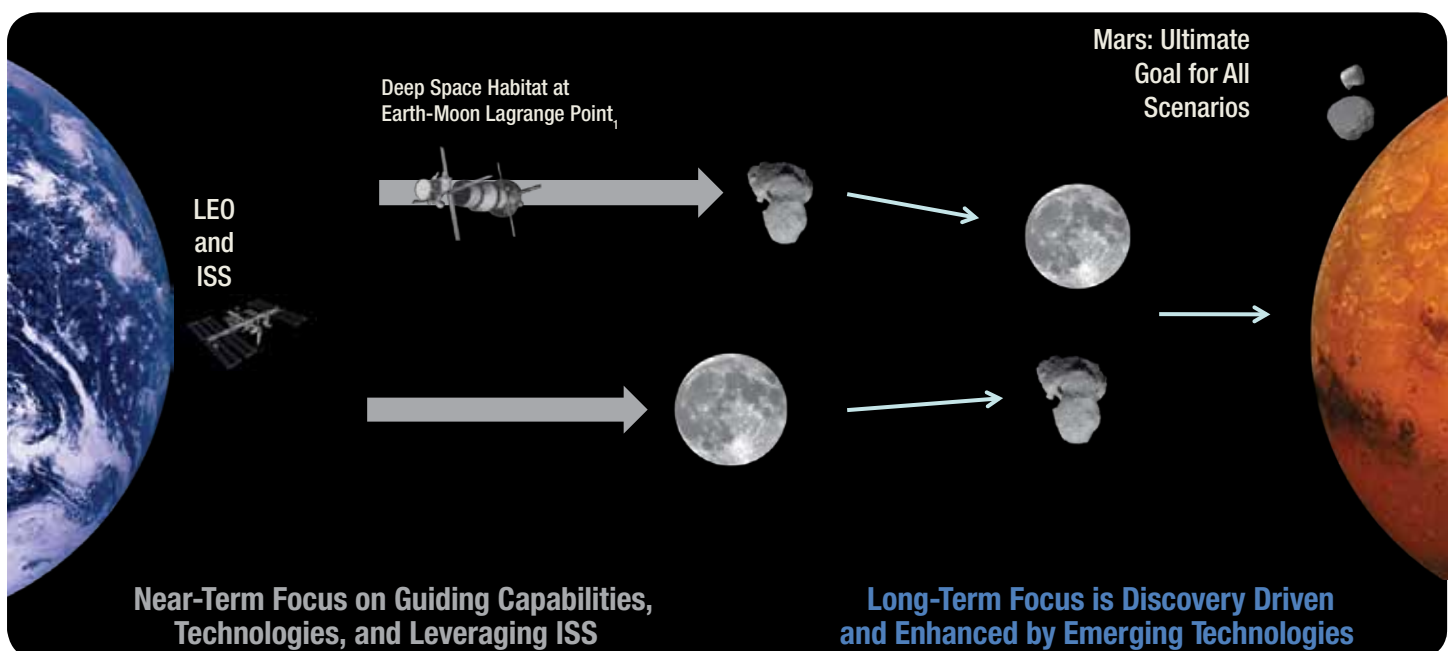 Deep Space Habitat at
Earth-Moon Lagrange Point1
Mars: Ultimate
Goal for All
Scenarios
LEO
and
ISS
Near-Term Focus on Guiding Capabilities,
Technologies, and Leveraging ISS
Long-Term Focus is Discovery Driven
and Enhanced by Emerging Technologies